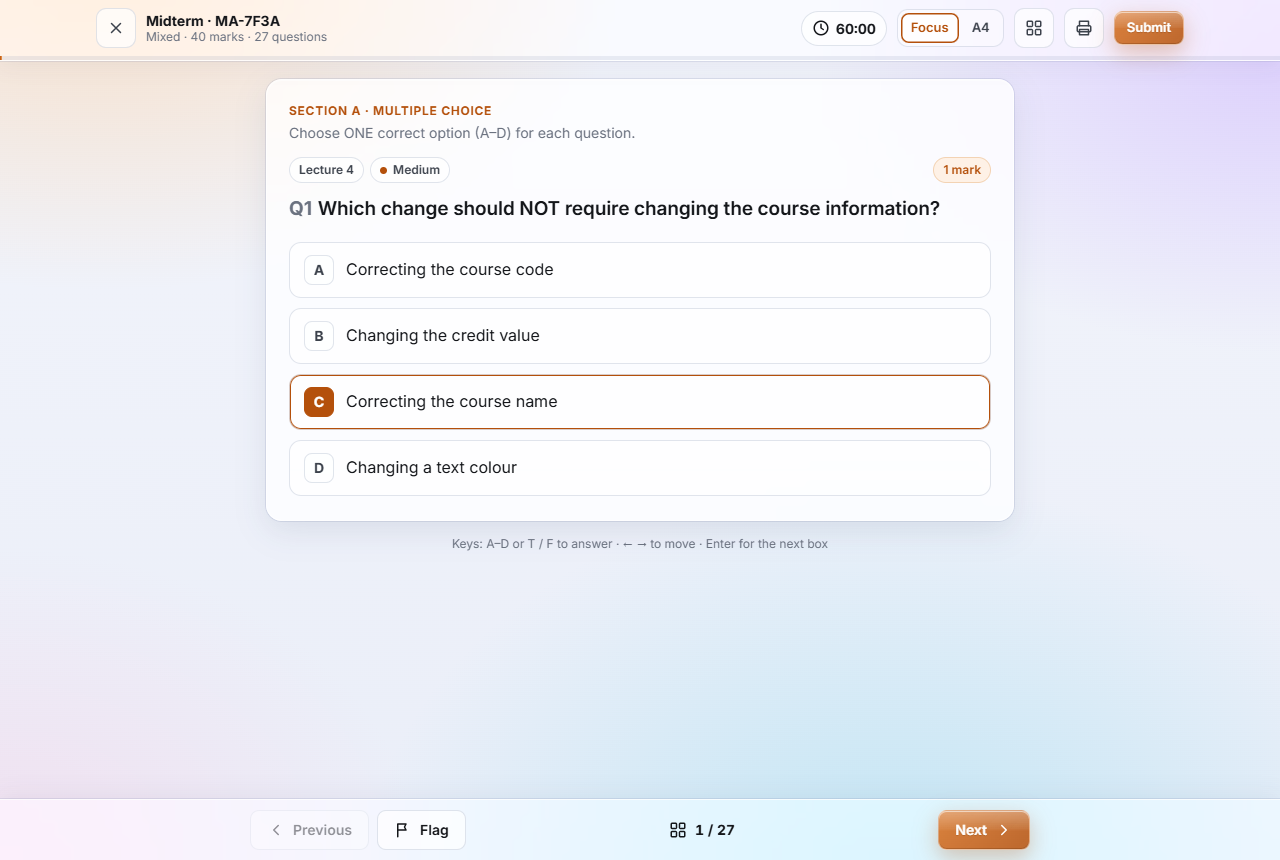 Midterm · MA-7F3A
Mixed · 40 marks · 27 questions
60:00
Focus
A4
Submit
SECTION A · MULTIPLE CHOICE
Choose ONE correct option (A–D) for each question.
Lecture 4
Medium
1 mark
Q1 Which change should NOT require changing the course information?
A Correcting the course code
B Changing the credit value
C Correcting the course name
D Changing a text colour
Keys: A–D or T / F to answer · ← → to move · Enter for the next box
Previous
Flag
1 / 27
Next